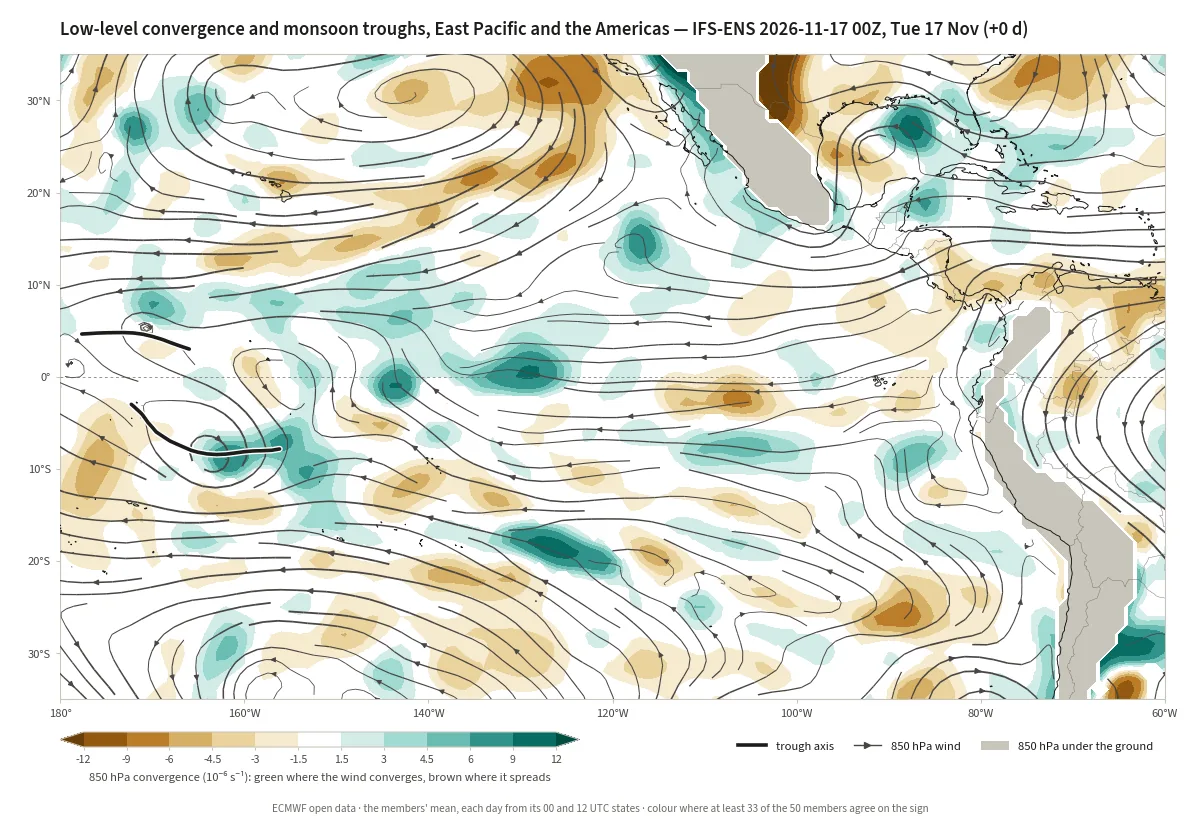 Low-level convergence and monsoon troughs, East Pacific and the Americas — IFS-ENS 2026-11-17 00Z, Tue 17 Nov (+0 d)
30°N
20°N
10°N
0°
10°S
20°S
30°S
180° 160°W 140°W 120°W 100°W 80°W 60°W
-12 -9 -6 -4.5 -3 -1.5 1.5 3 4.5 6 9 12
850 hPa convergence (10⁻⁶ s⁻¹): green where the wind converges, brown where it spreads
trough axis 850 hPa wind 850 hPa under the ground
ECMWF open data · the members' mean, each day from its 00 and 12 UTC states · colour where at least 33 of the 50 members agree on the sign